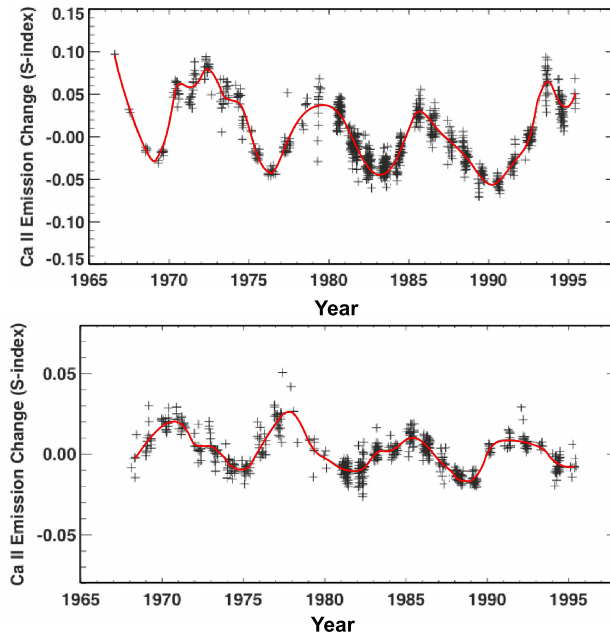 Ca II Emission Change (S-index)
0.15
0.10
0.05
-0.00
-0.05
-0.10
-0.15
1965 1970 1975 1980 1985 1990 1995
Year
Ca II Emission Change (S-index)
0.05
0.00
-0.05
1965 1970 1975 1980 1985 1990 1995
Year